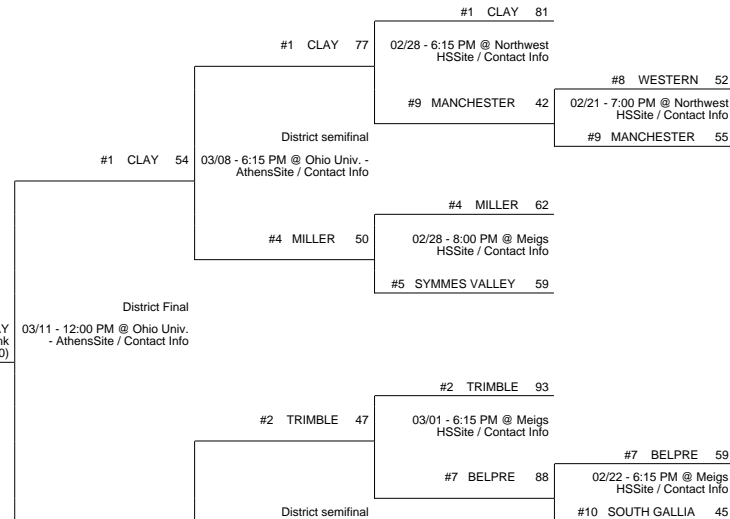 #1 CLAY 81
#1 CLAY 77
02/28 - 6:15 PM @ Northwest
HSSite / Contact Info
#8 WESTERN 52
#9 MANCHESTER 42
02/21 - 7:00 PM @ Northwest
HSSite / Contact Info
#9 MANCHESTER 55
District semifinal
#1 CLAY 54
03/08 - 6:15 PM @ Ohio Univ. -
AthensSite / Contact Info
#4 MILLER 62
#4 MILLER 50
02/28 - 8:00 PM @ Meigs
HSSite / Contact Info
#5 SYMMES VALLEY 59
District Final
03/11 - 12:00 PM @ Ohio Univ.
- AthensSite / Contact Info
#2 TRIMBLE 93
#2 TRIMBLE 47
03/01 - 6:15 PM @ Meigs
HSSite / Contact Info
#7 BELPRE 59
#7 BELPRE 88
02/22 - 6:15 PM @ Meigs
HSSite / Contact Info
District semifinal
#10 SOUTH GALLIA 45